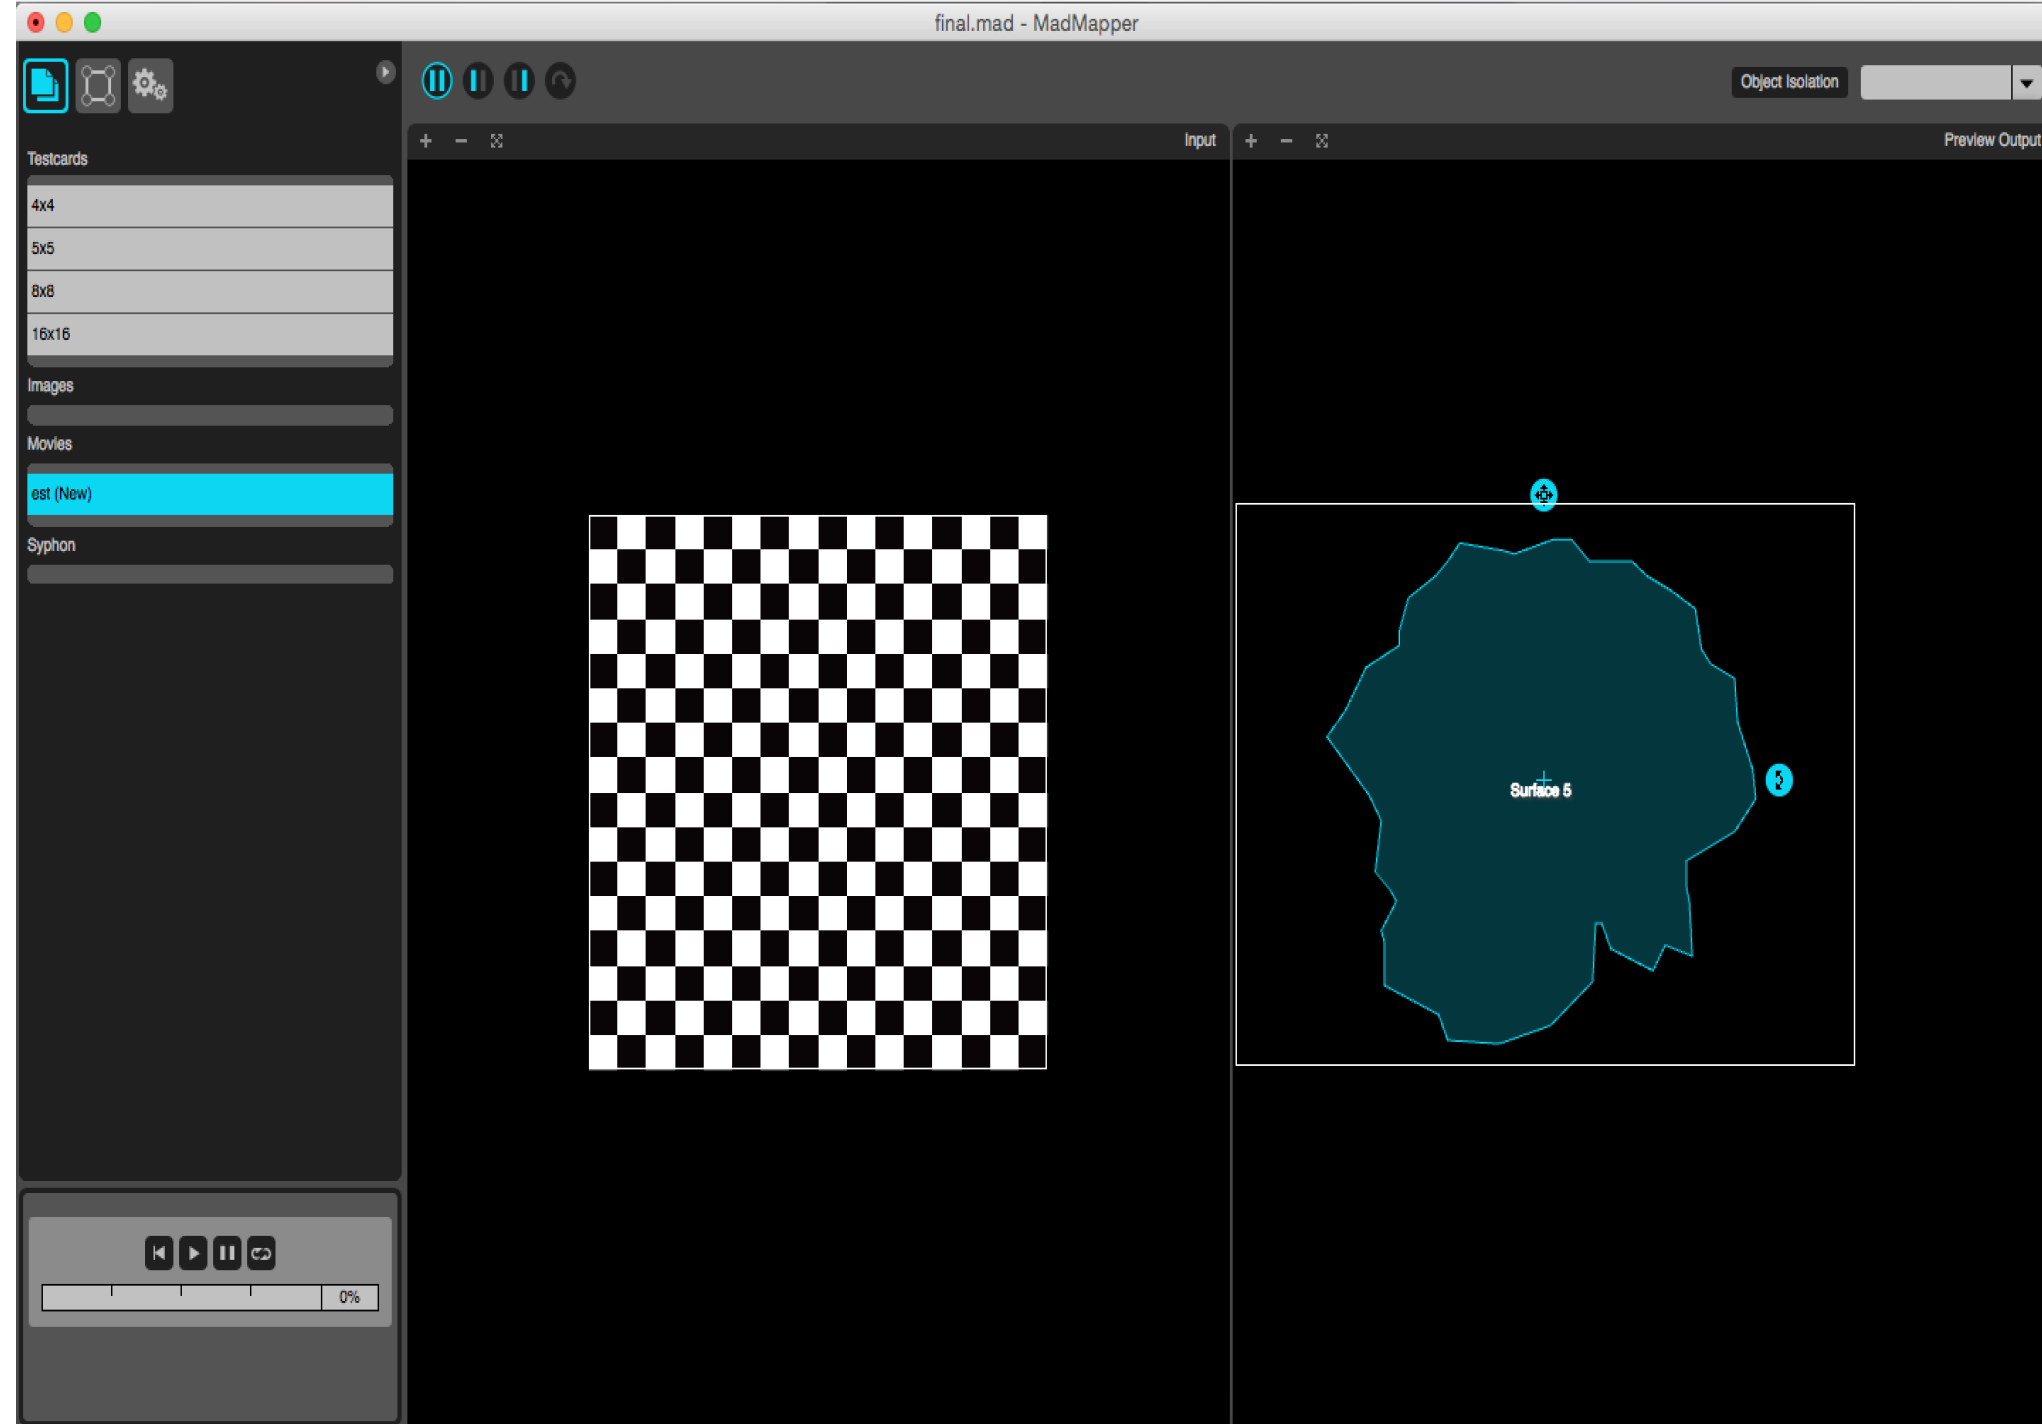 final.mad - MadMapper
Object Isolation
Testcards
4x4
5x5
8x8
16x16
Images
Movies
est (New)
Syphon
0%
Input
Preview Output
Surface 5